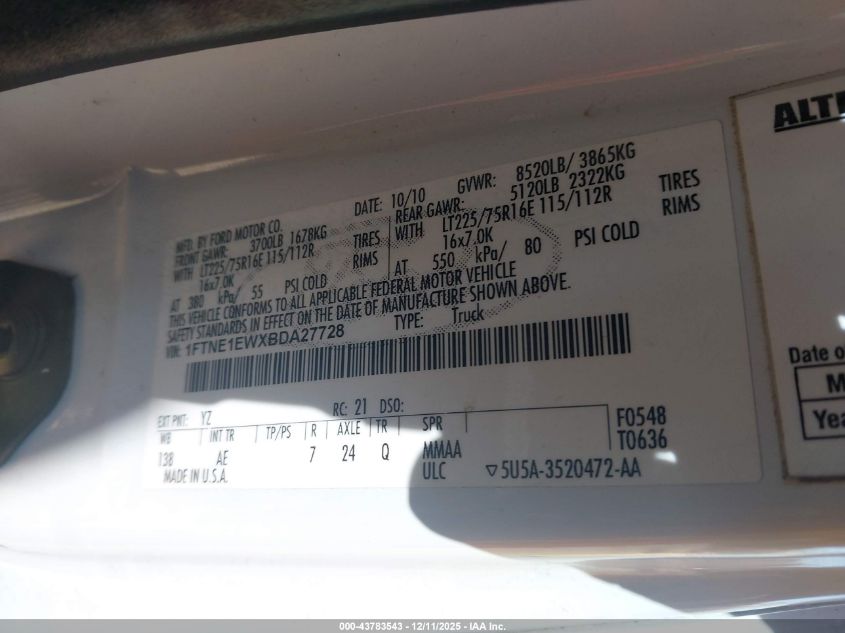 MFD. BY FORD MOTOR CO.
DATE: 10/10 GVWR: 8520LB/ 3865KG
FRONT GAWR: 3700LB 1678KG
REAR GAWR: 5120LB 2322KG
WITH LT225/75R16E 115/112R TIRES
WITH LT225/75R16E 115/112R TIRES
16x7.0K RIMS
16x7.0K RIMS
AT 380 kPa/ 55 PSI COLD
AT 550 kPa/ 80 PSI COLD
THIS VEHICLE CONFORMS TO ALL APPLICABLE FEDERAL MOTOR VEHICLE
SAFETY STANDARDS IN EFFECT ON THE DATE OF MANUFACTURE SHOWN ABOVE.
VIN: 1FTNE1EWXBDA27728
TYPE: Truck
EXT PNT: YZ RC: 21 DSO:
WB INT TR TP/PS R AXLE TR SPR
138 AE 7 24 Q MMAA
F0548
T0636
MADE IN U.S.A.
ULC ▽5U5A-3520472-AA
ALT
Date o
M
Yea
000-43783543 - 12/11/2025 - IAA Inc.